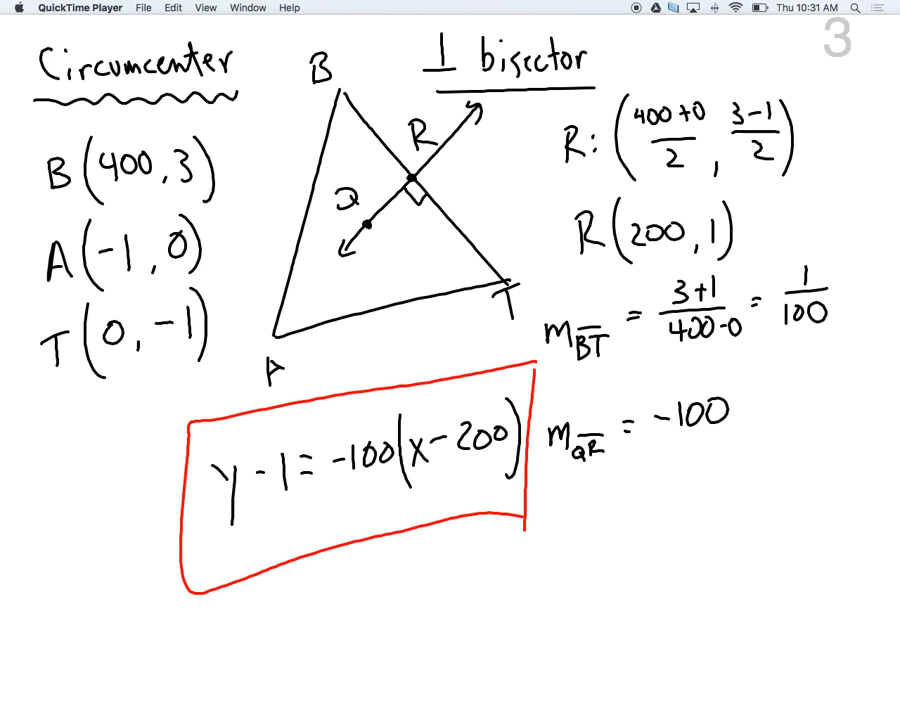 QuickTime Player File Edit View Window Help Thu 10:31 AM
3
Circumcenter
⊥ bisector
B(400, 3)
A(-1, 0)
T(0, -1)
B
R
Q
T
A
R: (400+0/2, 3-1/2)
R(200, 1)
m BT = 3+1/400-0 = 1/100
m QR = -100
y - 1 = -100(x - 200)